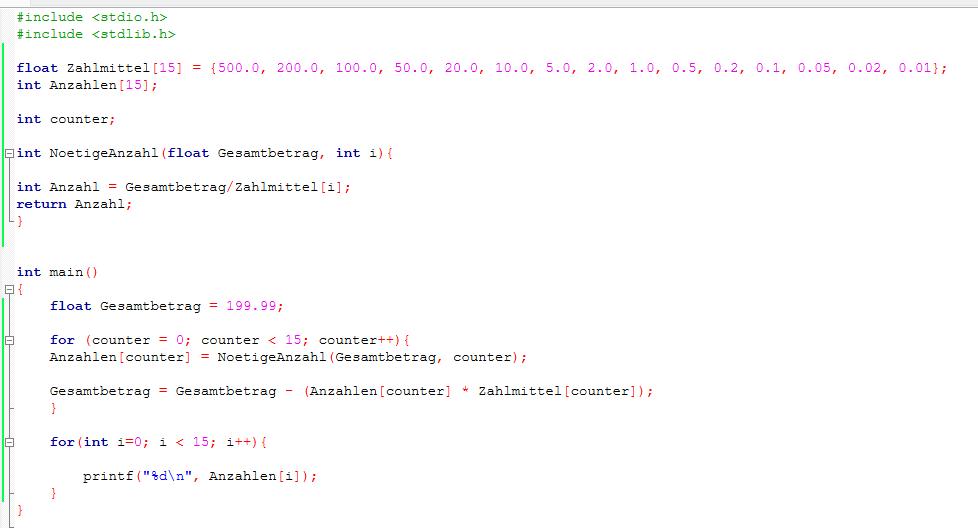 #include <stdio.h>
#include <stdlib.h>
float Zahlmittel[15] = {500.0, 200.0, 100.0, 50.0, 20.0, 10.0, 5.0, 2.0, 1.0, 0.5, 0.2, 0.1, 0.05, 0.02, 0.01};
int Anzahlen[15];
int counter;
int NoetigeAnzahl(float Gesamtbetrag, int i){
int Anzahl = Gesamtbetrag/Zahlmittel[i];
return Anzahl;
}
int main()
{
    float Gesamtbetrag = 199.99;
    for (counter = 0; counter < 15; counter++){
    Anzahlen[counter] = NoetigeAnzahl(Gesamtbetrag, counter);
    Gesamtbetrag = Gesamtbetrag - (Anzahlen[counter] * Zahlmittel[counter]);
    }
    for(int i=0; i < 15; i++){
        printf("%d\n", Anzahlen[i]);
    }
}